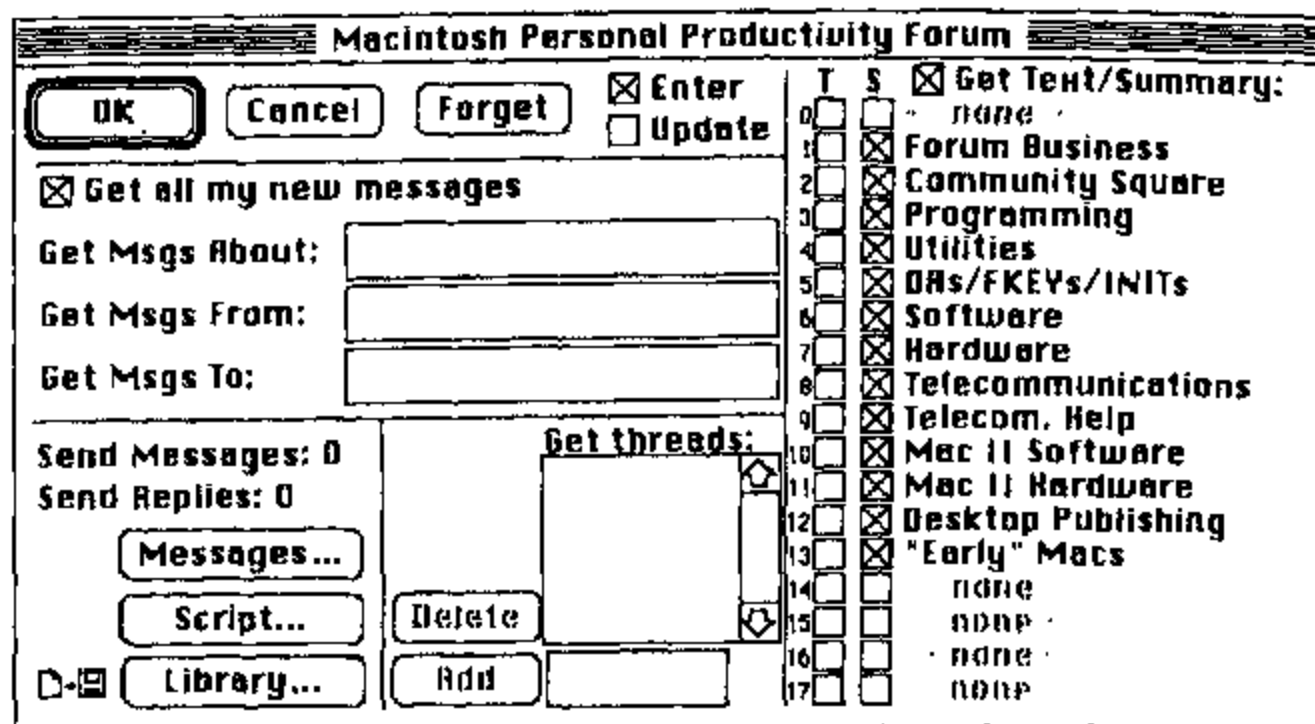 Macintosh Personal Productivity Forum
OK Cancel Forget Enter
Update
Get all my new messages
Get Msgs About:
Get Msgs From:
Get Msgs To:
Send Messages: 0
Send Replies: 0
Messages...
Script...
Library...
Get threads:
Delete
Add
T S Get Text/Summary:
0 - none -
1 Forum Business
2 Community Square
3 Programming
4 Utilities
5 DAs/FKEYs/INITs
6 Software
7 Hardware
8 Telecommunications
9 Telecom. Help
10 Mac II Software
11 Mac II Hardware
12 Desktop Publishing
13 "Early" Macs
14 none
15 none -
16 - none -
17 none